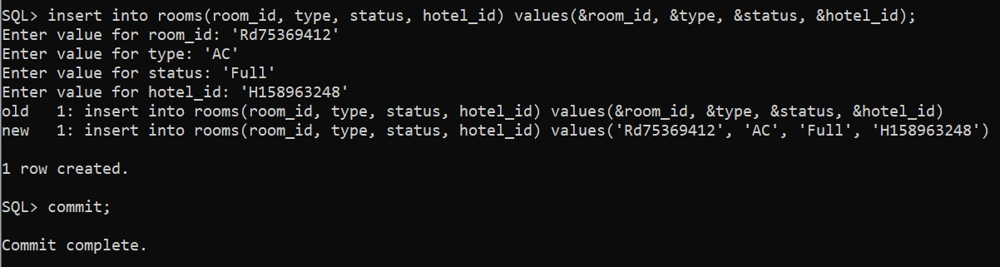 SQL> insert into rooms(room_id, type, status, hotel_id) values(&room_id, &type, &status, &hotel_id);
Enter value for room_id: 'Rd75369412'
Enter value for type: 'AC'
Enter value for status: 'Full'
Enter value for hotel_id: 'H158963248'
old   1: insert into rooms(room_id, type, status, hotel_id) values(&room_id, &type, &status, &hotel_id)
new   1: insert into rooms(room_id, type, status, hotel_id) values('Rd75369412', 'AC', 'Full', 'H158963248')
1 row created.
SQL> commit;
Commit complete.